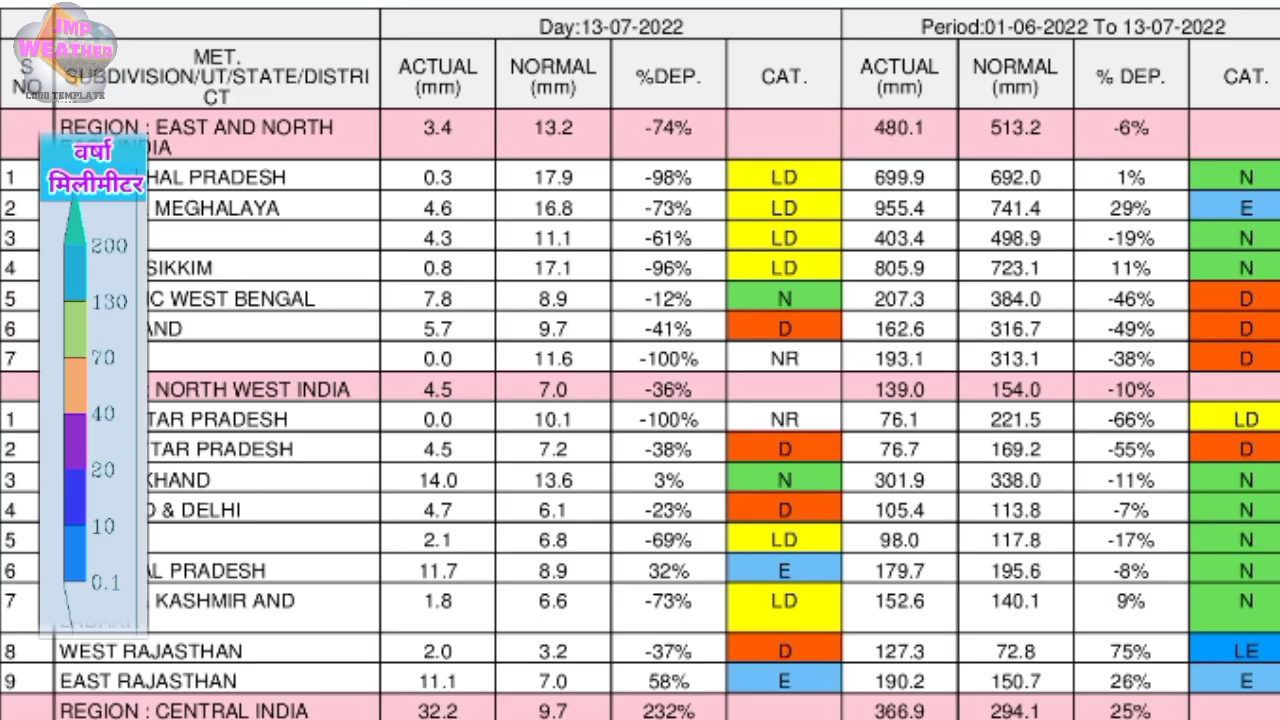 JMP
WEATHER
LOGO TEMPLATE
Day:13-07-2022 Period:01-06-2022 To 13-07-2022
S NO MET. SUBDIVISION/UT/STATE/DISTRI CT ACTUAL (mm) NORMAL (mm) %DEP. CAT. ACTUAL (mm) NORMAL (mm) % DEP. CAT.
REGION : EAST AND NORTH 3.4 13.2 -74% 480.1 513.2 -6%
वर्षा
मिलीमीटर
200
130
70
40
20
10
0.1
1 PRADESH 0.3 17.9 -98% LD 699.9 692.0 1% N
2 MEGHALAYA 4.6 16.8 -73% LD 955.4 741.4 29% E
3 4.3 11.1 -61% LD 403.4 498.9 -19% N
4 SIKKIM 0.8 17.1 -96% LD 805.9 723.1 11% N
5 WEST BENGAL 7.8 8.9 -12% N 207.3 384.0 -46% D
6 5.7 9.7 -41% D 162.6 316.7 -49% D
7 0.0 11.6 -100% NR 193.1 313.1 -38% D
: NORTH WEST INDIA 4.5 7.0 -36% 139.0 154.0 -10%
1 PRADESH 0.0 10.1 -100% NR 76.1 221.5 -66% LD
2 PRADESH 4.5 7.2 -38% D 76.7 169.2 -55% D
3 14.0 13.6 3% N 301.9 338.0 -11% N
4 & DELHI 4.7 6.1 -23% D 105.4 113.8 -7% N
5 2.1 6.8 -69% LD 98.0 117.8 -17% N
6 PRADESH 11.7 8.9 32% E 179.7 195.6 -8% N
7 KASHMIR AND 1.8 6.6 -73% LD 152.6 140.1 9% N
8 WEST RAJASTHAN 2.0 3.2 -37% D 127.3 72.8 75% LE
9 EAST RAJASTHAN 11.1 7.0 58% E 190.2 150.7 26% E
REGION : CENTRAL INDIA 32.2 9.7 232% 366.9 294.1 25%